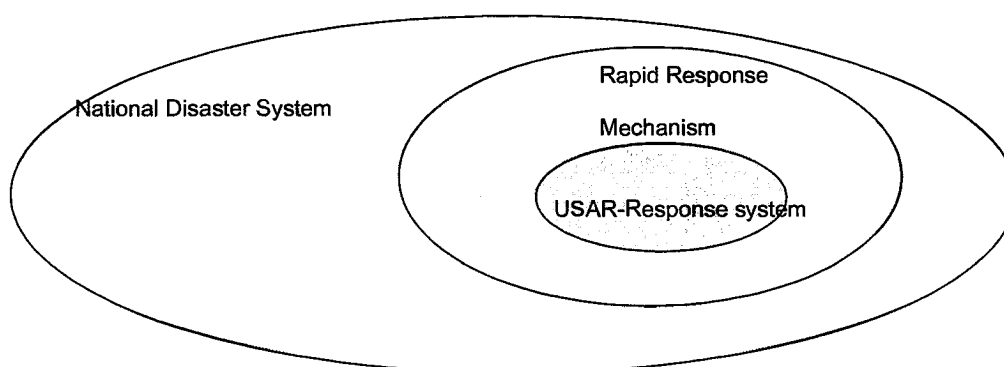 Rapid Response
National Disaster System
Mechanism
USAR-Response system